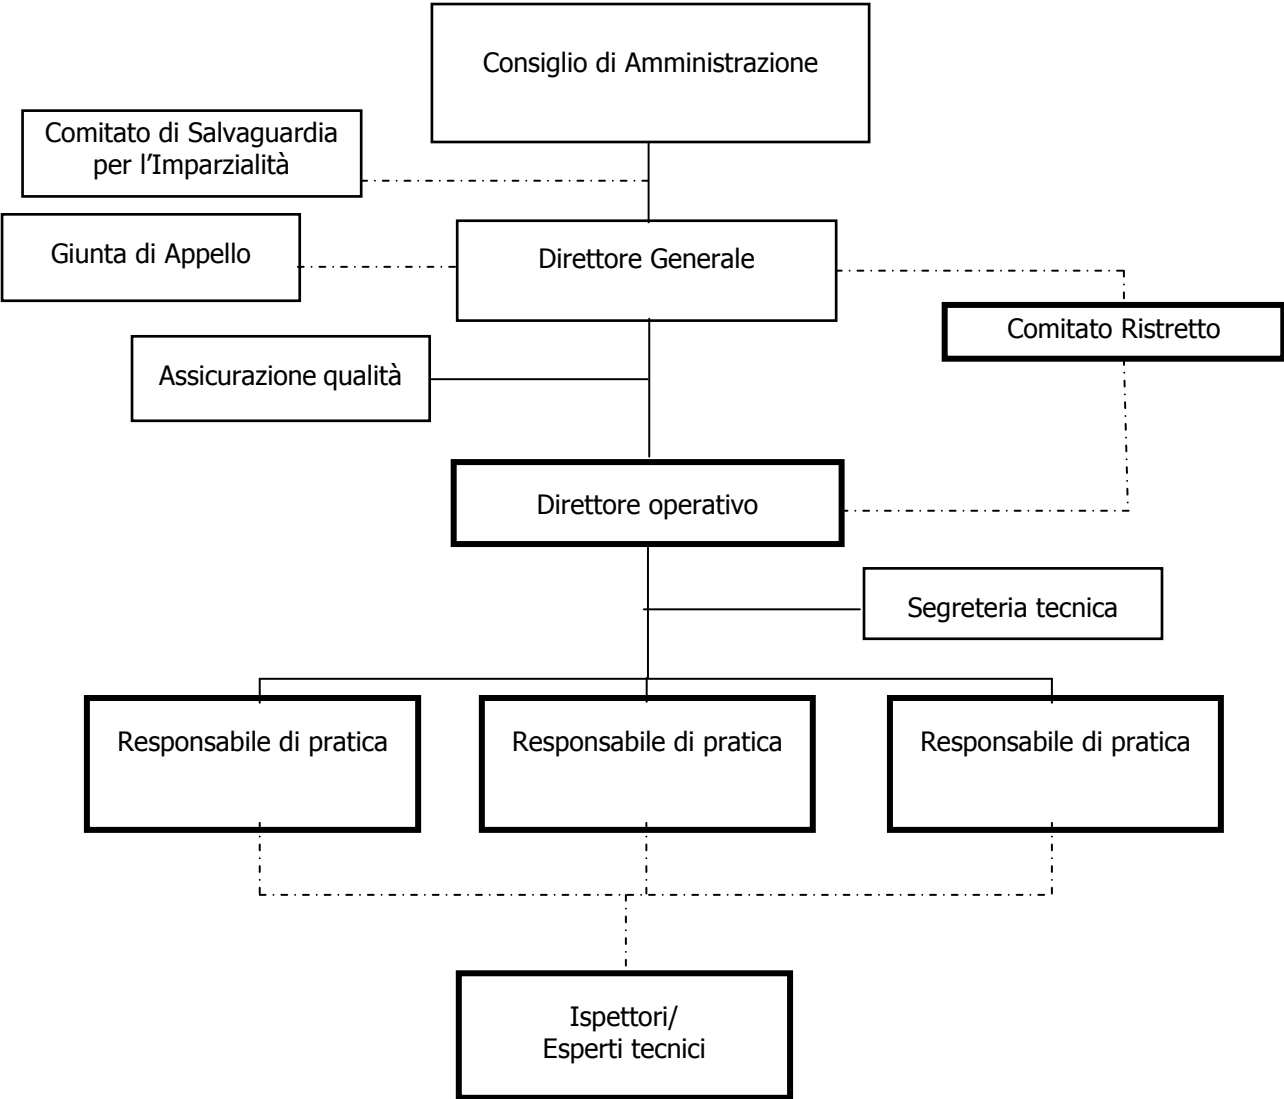 Consiglio di Amministrazione
Comitato di Salvaguardia
per l’Imparzialità
Giunta di Appello
Direttore Generale
Comitato Ristretto
Assicurazione qualità
Direttore operativo
Segreteria tecnica
Responsabile di pratica
Responsabile di pratica
Responsabile di pratica
Ispettori/
Esperti tecnici